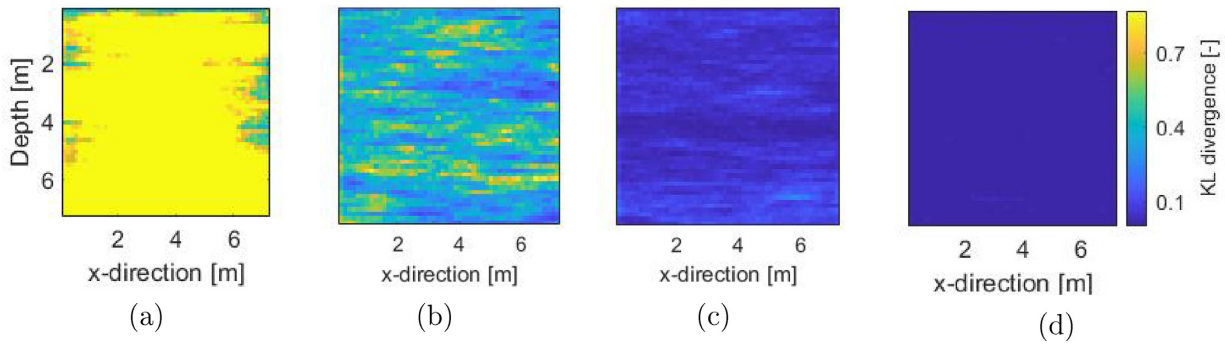 Depth [m]
2
4
6
2 4 6
x-direction [m]
(a)
2 4 6
x-direction [m]
(b)
2 4 6
x-direction [m]
(c)
2 4 6
x-direction [m]
(d)
0.7
0.4
0.1
KL divergence [-]